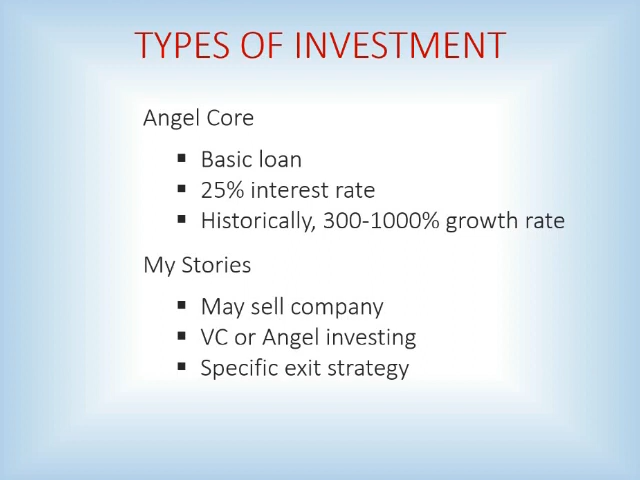 TYPES OF INVESTMENT
Angel Core
▪ Basic loan
▪ 25% interest rate
▪ Historically, 300-1000% growth rate
My Stories
▪ May sell company
▪ VC or Angel investing
▪ Specific exit strategy